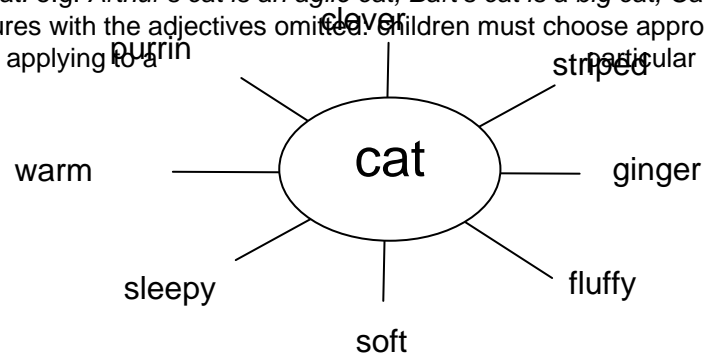 at. e.g. Arthur's cat is an agile cat, Bart's cat is a big cat, Ca
ures with the adjectives omitted. children must choose appro
clever
applying to a particular
purrin
striped
cat
warm
ginger
sleepy
fluffy
soft